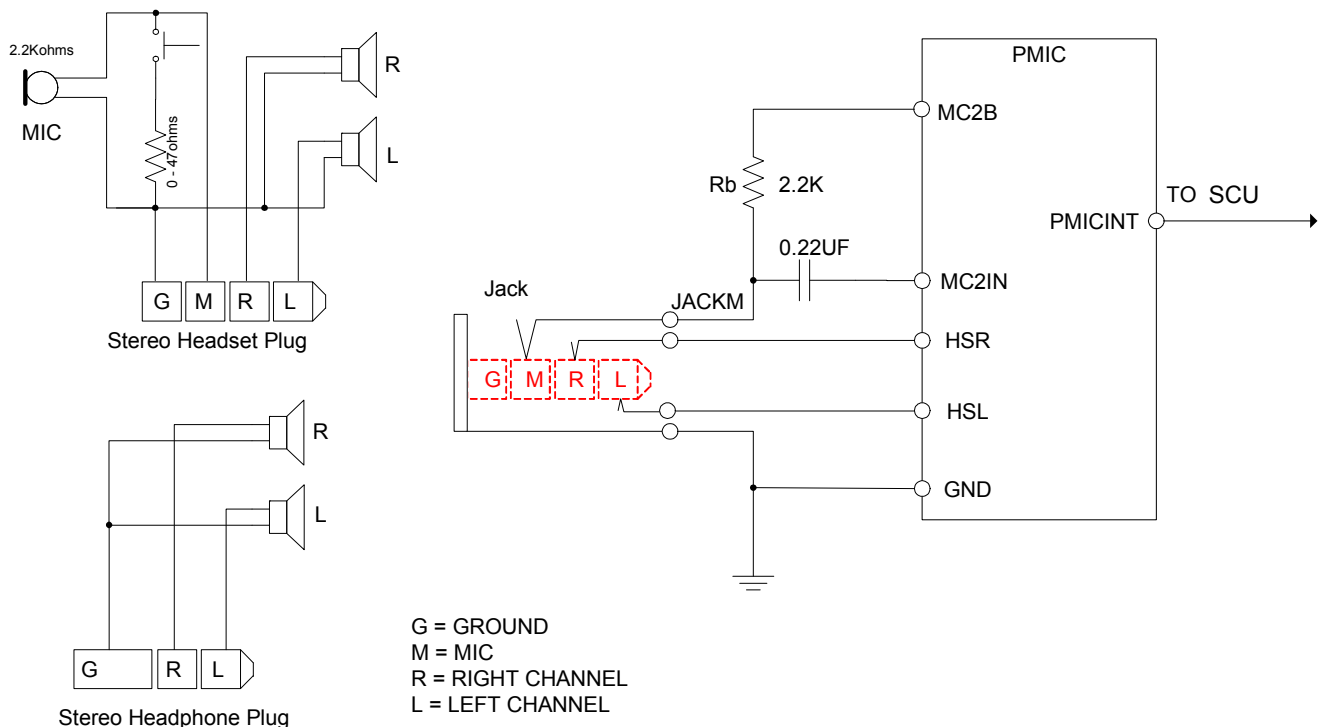 2.2Kohms
MIC
0 - 47ohms
R
L
G M R L
Stereo Headset Plug
R
L
G R L
Stereo Headphone Plug
PMIC
MC2B
Rb 2.2K
PMICINT
TO SCU
0.22UF
MC2IN
Jack
JACKM
HSR
G M R L
HSL
GND
G = GROUND
M = MIC
R = RIGHT CHANNEL
L = LEFT CHANNEL